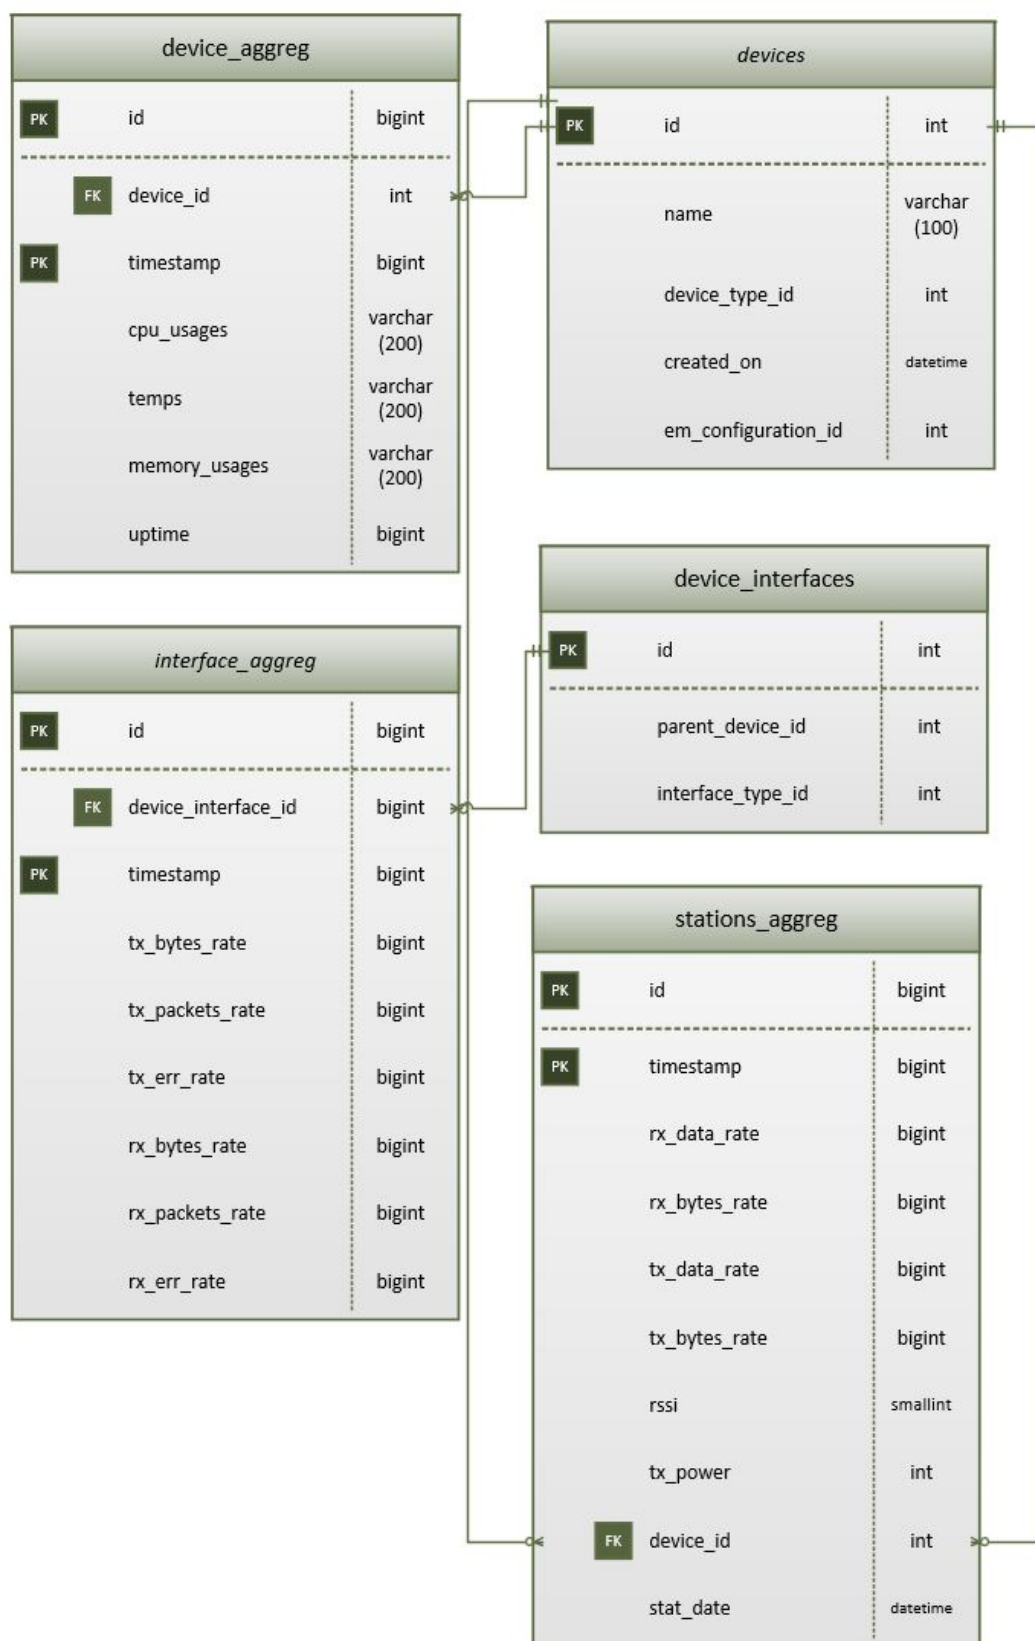 device_aggreg
PK id bigint
FK device_id int
PK timestamp bigint
cpu_usages varchar
(200)
temps varchar
(200)
memory_usages varchar
(200)
uptime bigint
devices
PK id int
name varchar
(100)
device_type_id int
created_on datetime
em_configuration_id int
device_interfaces
PK id int
parent_device_id int
interface_type_id int
interface_aggreg
PK id bigint
FK device_interface_id bigint
PK timestamp bigint
tx_bytes_rate bigint
tx_packets_rate bigint
tx_err_rate bigint
rx_bytes_rate bigint
rx_packets_rate bigint
rx_err_rate bigint
stations_aggreg
PK id bigint
PK timestamp bigint
rx_data_rate bigint
rx_bytes_rate bigint
tx_data_rate bigint
tx_bytes_rate bigint
rssi smallint
tx_power int
FK device_id int
stat_date datetime